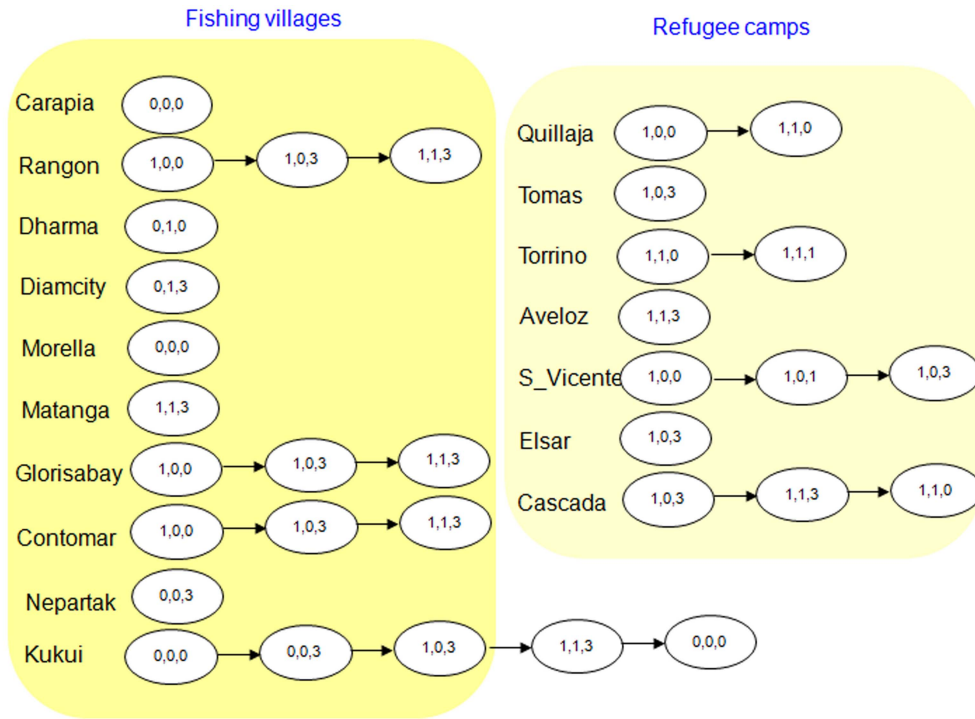 Fishing villages
Carapia 0,0,0
Rangon 1,0,0 1,0,3 1,1,3
Dharma 0,1,0
Diamcity 0,1,3
Morella 0,0,0
Matanga 1,1,3
Glorisabay 1,0,0 1,0,3 1,1,3
Contomar 1,0,0 1,0,3 1,1,3
Nepartak 0,0,3
Kukui 0,0,0 0,0,3 1,0,3 1,1,3 0,0,0
Refugee camps
Quillaja 1,0,0 1,1,0
Tomas 1,0,3
Torrino 1,1,0 1,1,1
Aveloz 1,1,3
S_Vicente 1,0,0 1,0,1 1,0,3
Elsar 1,0,3
Cascada 1,0,3 1,1,3 1,1,0